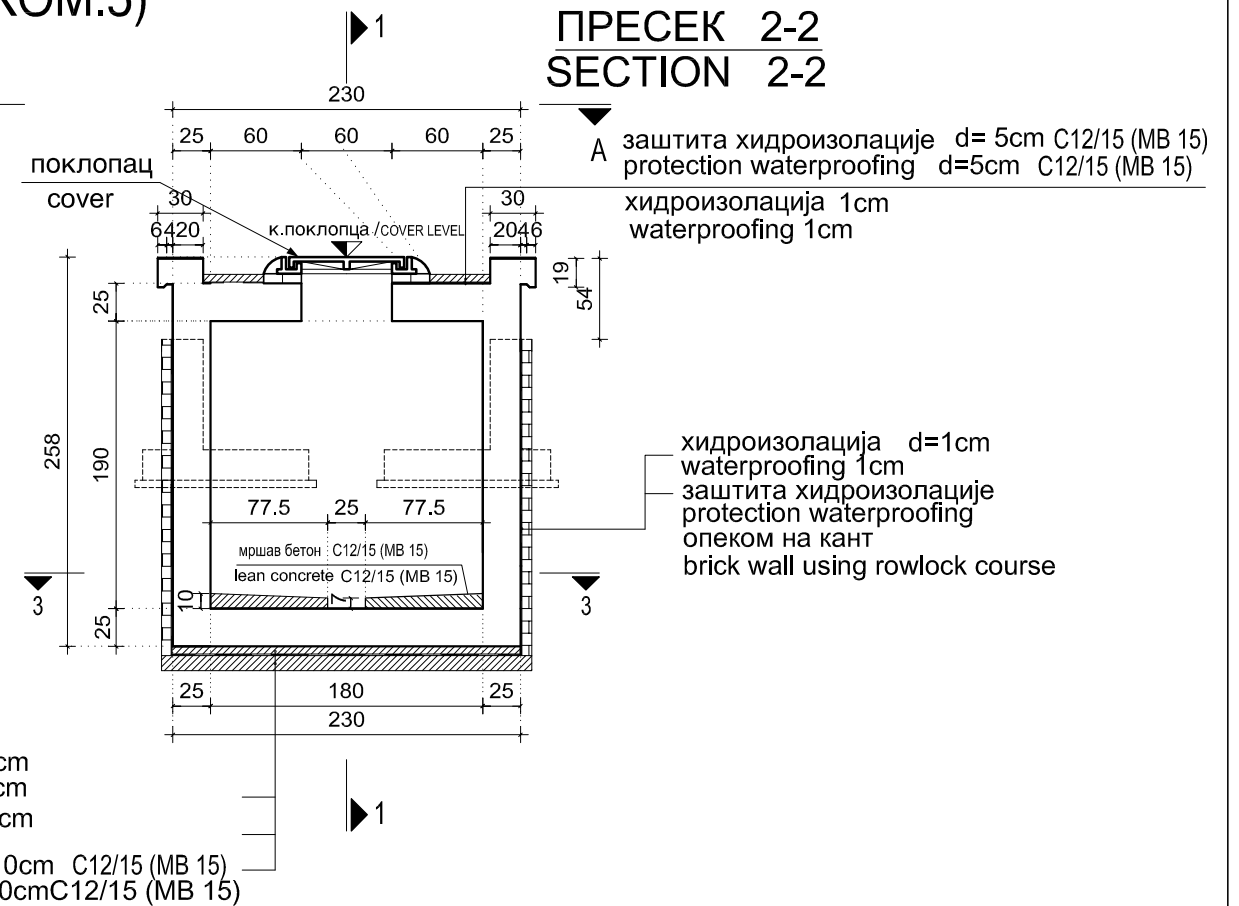 КОМ.5)
1
ПРЕСЕК 2-2
SECTION 2-2
230
25 60 60 60 25
A
заштита хидроизолације d= 5cm C12/15 (МВ 15)
protection waterproofing d=5cm C12/15 (MB 15)
хидроизолација 1cm
waterproofing 1cm
поклопац
cover
30
6420
к.поклопца /COVER LEVEL
30
2046
19
54
25
258
190
25
77.5 25 77.5
мршав бетон C12/15 (MB 15)
lean concrete C12/15 (MB 15)
10
7
3
3
хидроизолација d=1cm
waterproofing 1cm
заштита хидроизолације
protection waterproofing
опеком на кант
brick wall using rowlock course
25 180 25
230
1
cm
cm
cm
0cm C12/15 (MB 15)
0cmC12/15 (MB 15)